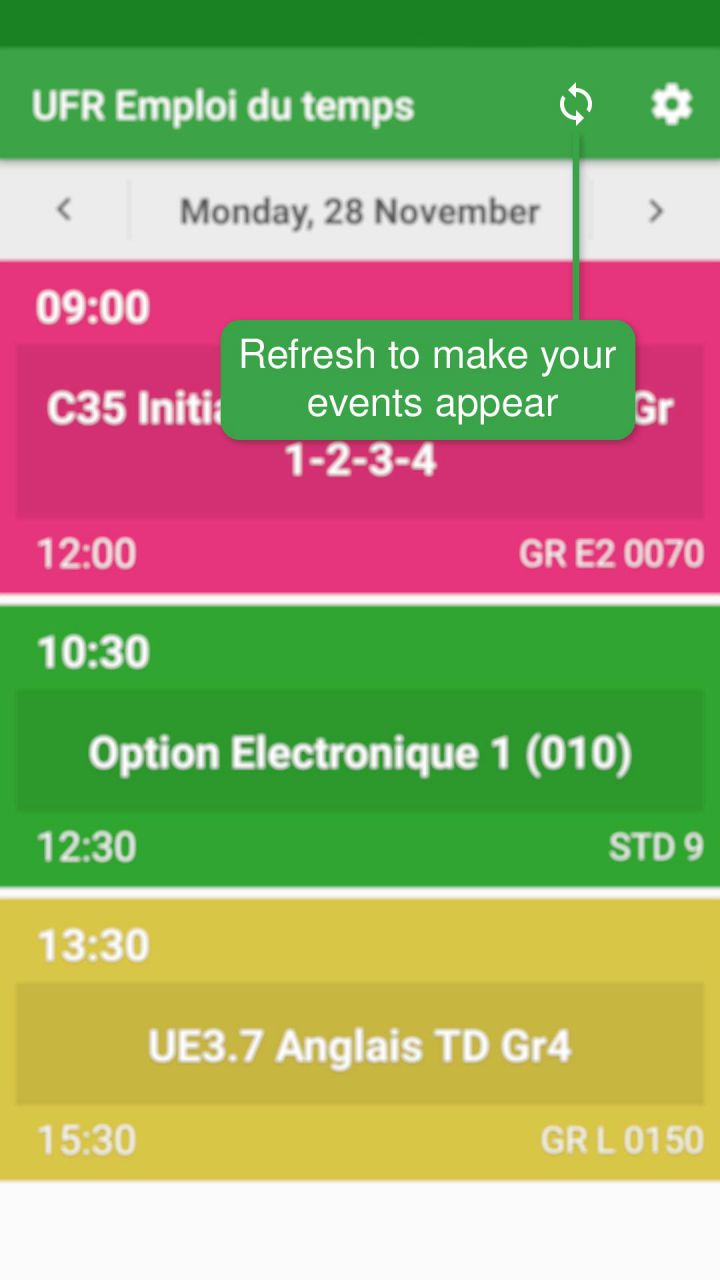 UFR Emploi du temps
Monday, 28 November
09:00
Refresh to make your
events appear
C35 Gr
1-2-3-4
12:00 GR E2 0070
10:30
Option Electronique 1 (010)
12:30 STD 9
13:30
UE3.7 Anglais TD Gr4
15:30 GR L 0150